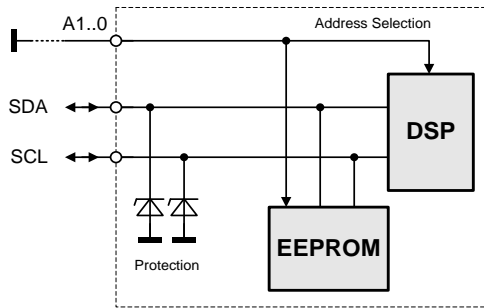 A1..0
Address Selection
SDA
DSP
SCL
EEPROM
Protection